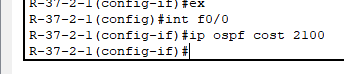 R-37-2-1(config-if)#ex
R-37-2-1(config)#int f0/0
R-37-2-1(config-if)#ip ospf cost 2100
R-37-2-1(config-if)#